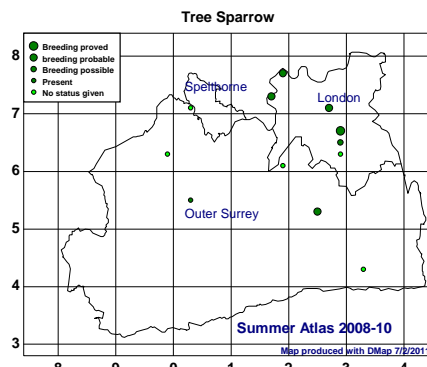 Tree Sparrow
8
Breeding proved
breeding probable
Breeding possible
Present
No status given
Spelthorne
London
7
6
Outer Surrey
5
4
Summer Atlas 2008-10
3
Map produced with DMap 7/2/2011
8 9 0 1 2 3 4